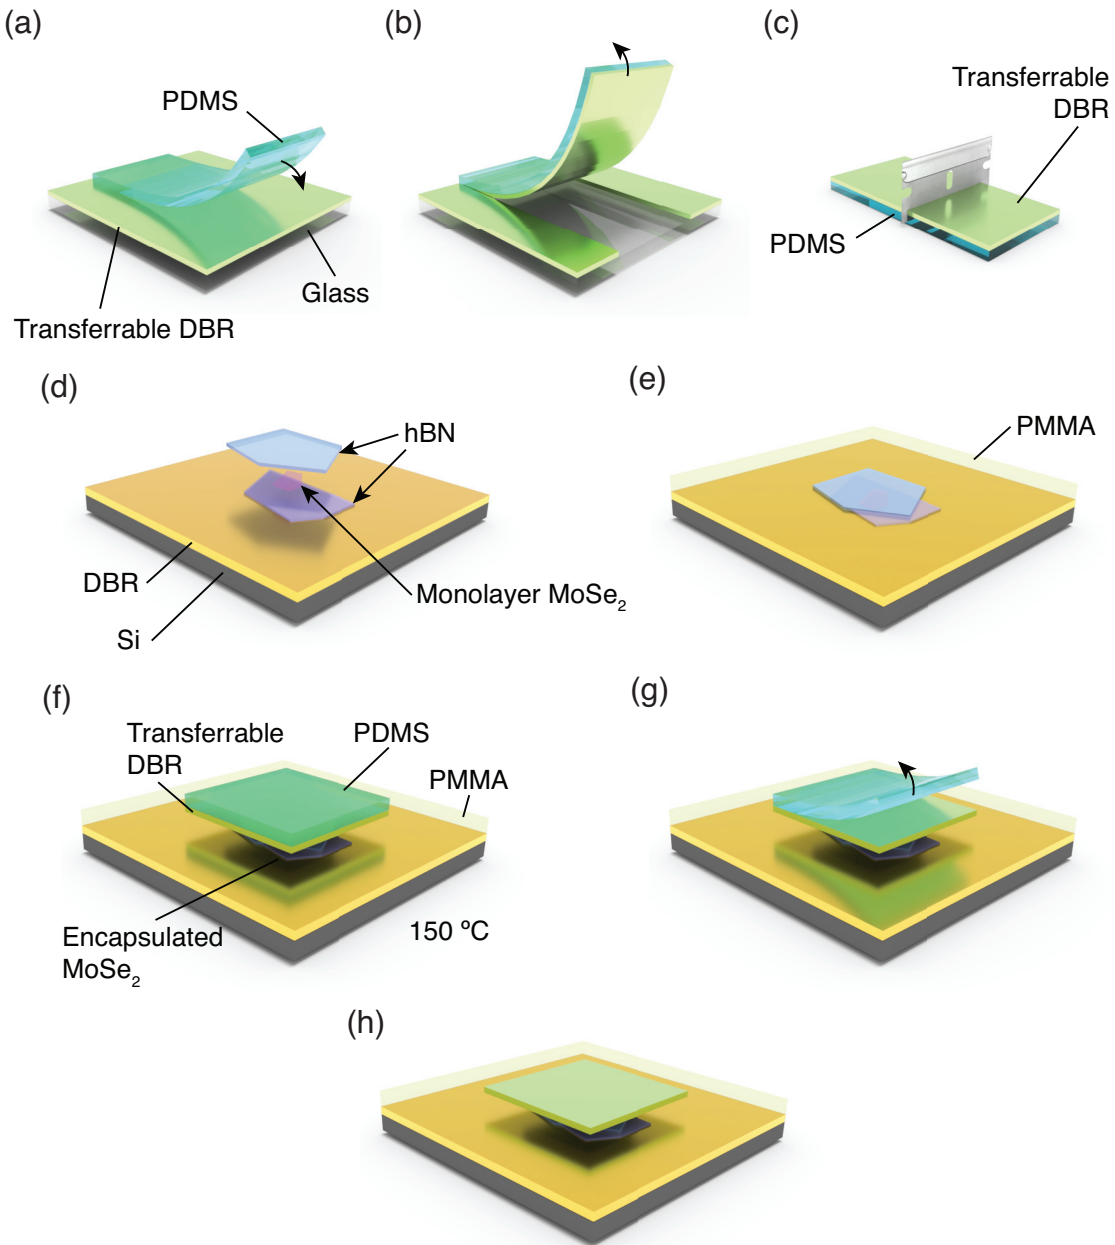 (a)
PDMS
Glass
Transferrable DBR
(b)
(c)
Transferrable
DBR
PDMS
(d)
hBN
DBR
Monolayer MoSe₂
Si
(e)
PMMA
(f)
Transferrable
DBR
PDMS
PMMA
Encapsulated
MoSe₂
150 ºC
(g)
(h)